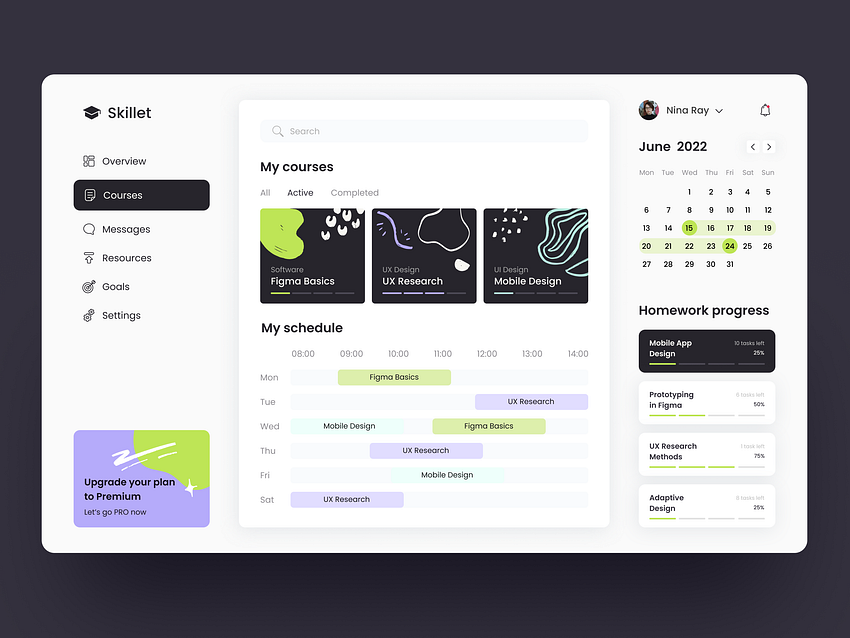 Skillet
Overview
Courses
Messages
Resources
Goals
Settings
Upgrade your plan
to Premium
Let's go PRO now
Search
My courses
All Active Completed
Software
Figma Basics
UX Design
UX Research
UI Design
Mobile Design
My schedule
08:00 09:00 10:00 11:00 12:00 13:00 14:00
Mon Figma Basics
Tue UX Research
Wed Mobile Design Figma Basics
Thu UX Research
Fri Mobile Design
Sat UX Research
Nina Ray
June 2022
Mon Tue Wed Thu Fri Sat Sun
1 2 3 4 5
6 7 8 9 10 11 12
13 14 15 16 17 18 19
20 21 22 23 24 25 26
27 28 29 30 31
Homework progress
Mobile App 10 tasks left
Design 25%
Prototyping tasks left
in Figma 50%
UX Research 1 task left
Methods 75%
Adaptive tasks left
Design 25%